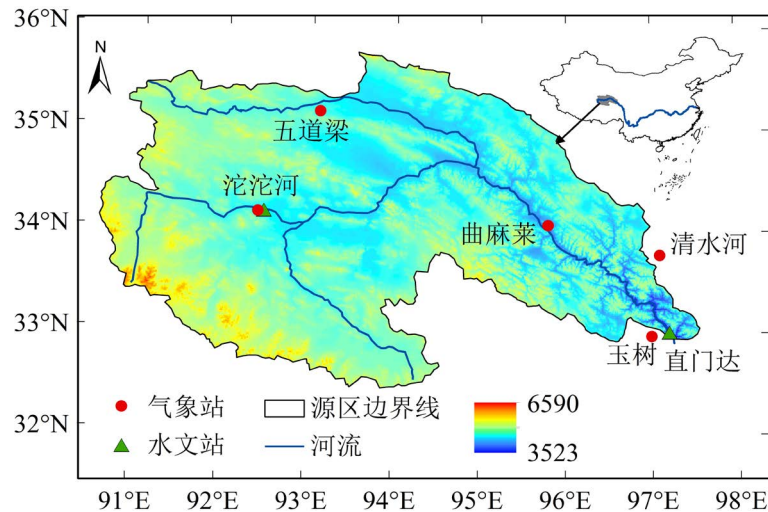 36°N
N
35°N
五道梁
沱沱河
34°N
曲麻莱
清水河
33°N
玉树
直门达
气象站
源区边界线
6590
32°N
水文站
河流
3523
91°E
92°E
93°E
94°E
95°E
96°E
97°E
98°E